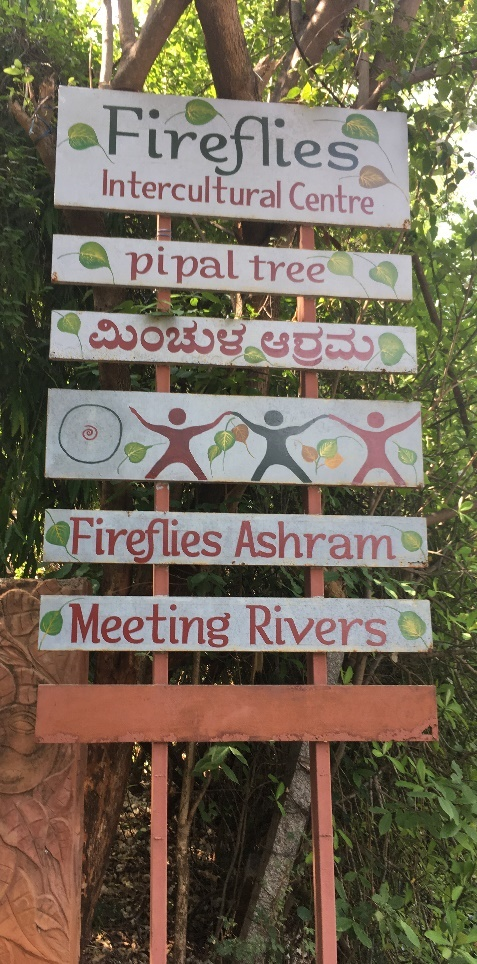 Fireflies
Intercultural Centre
pipal tree
ಮಿಂಚುಳ ಆಶ್ರಮ
Fireflies Ashram
Meeting Rivers